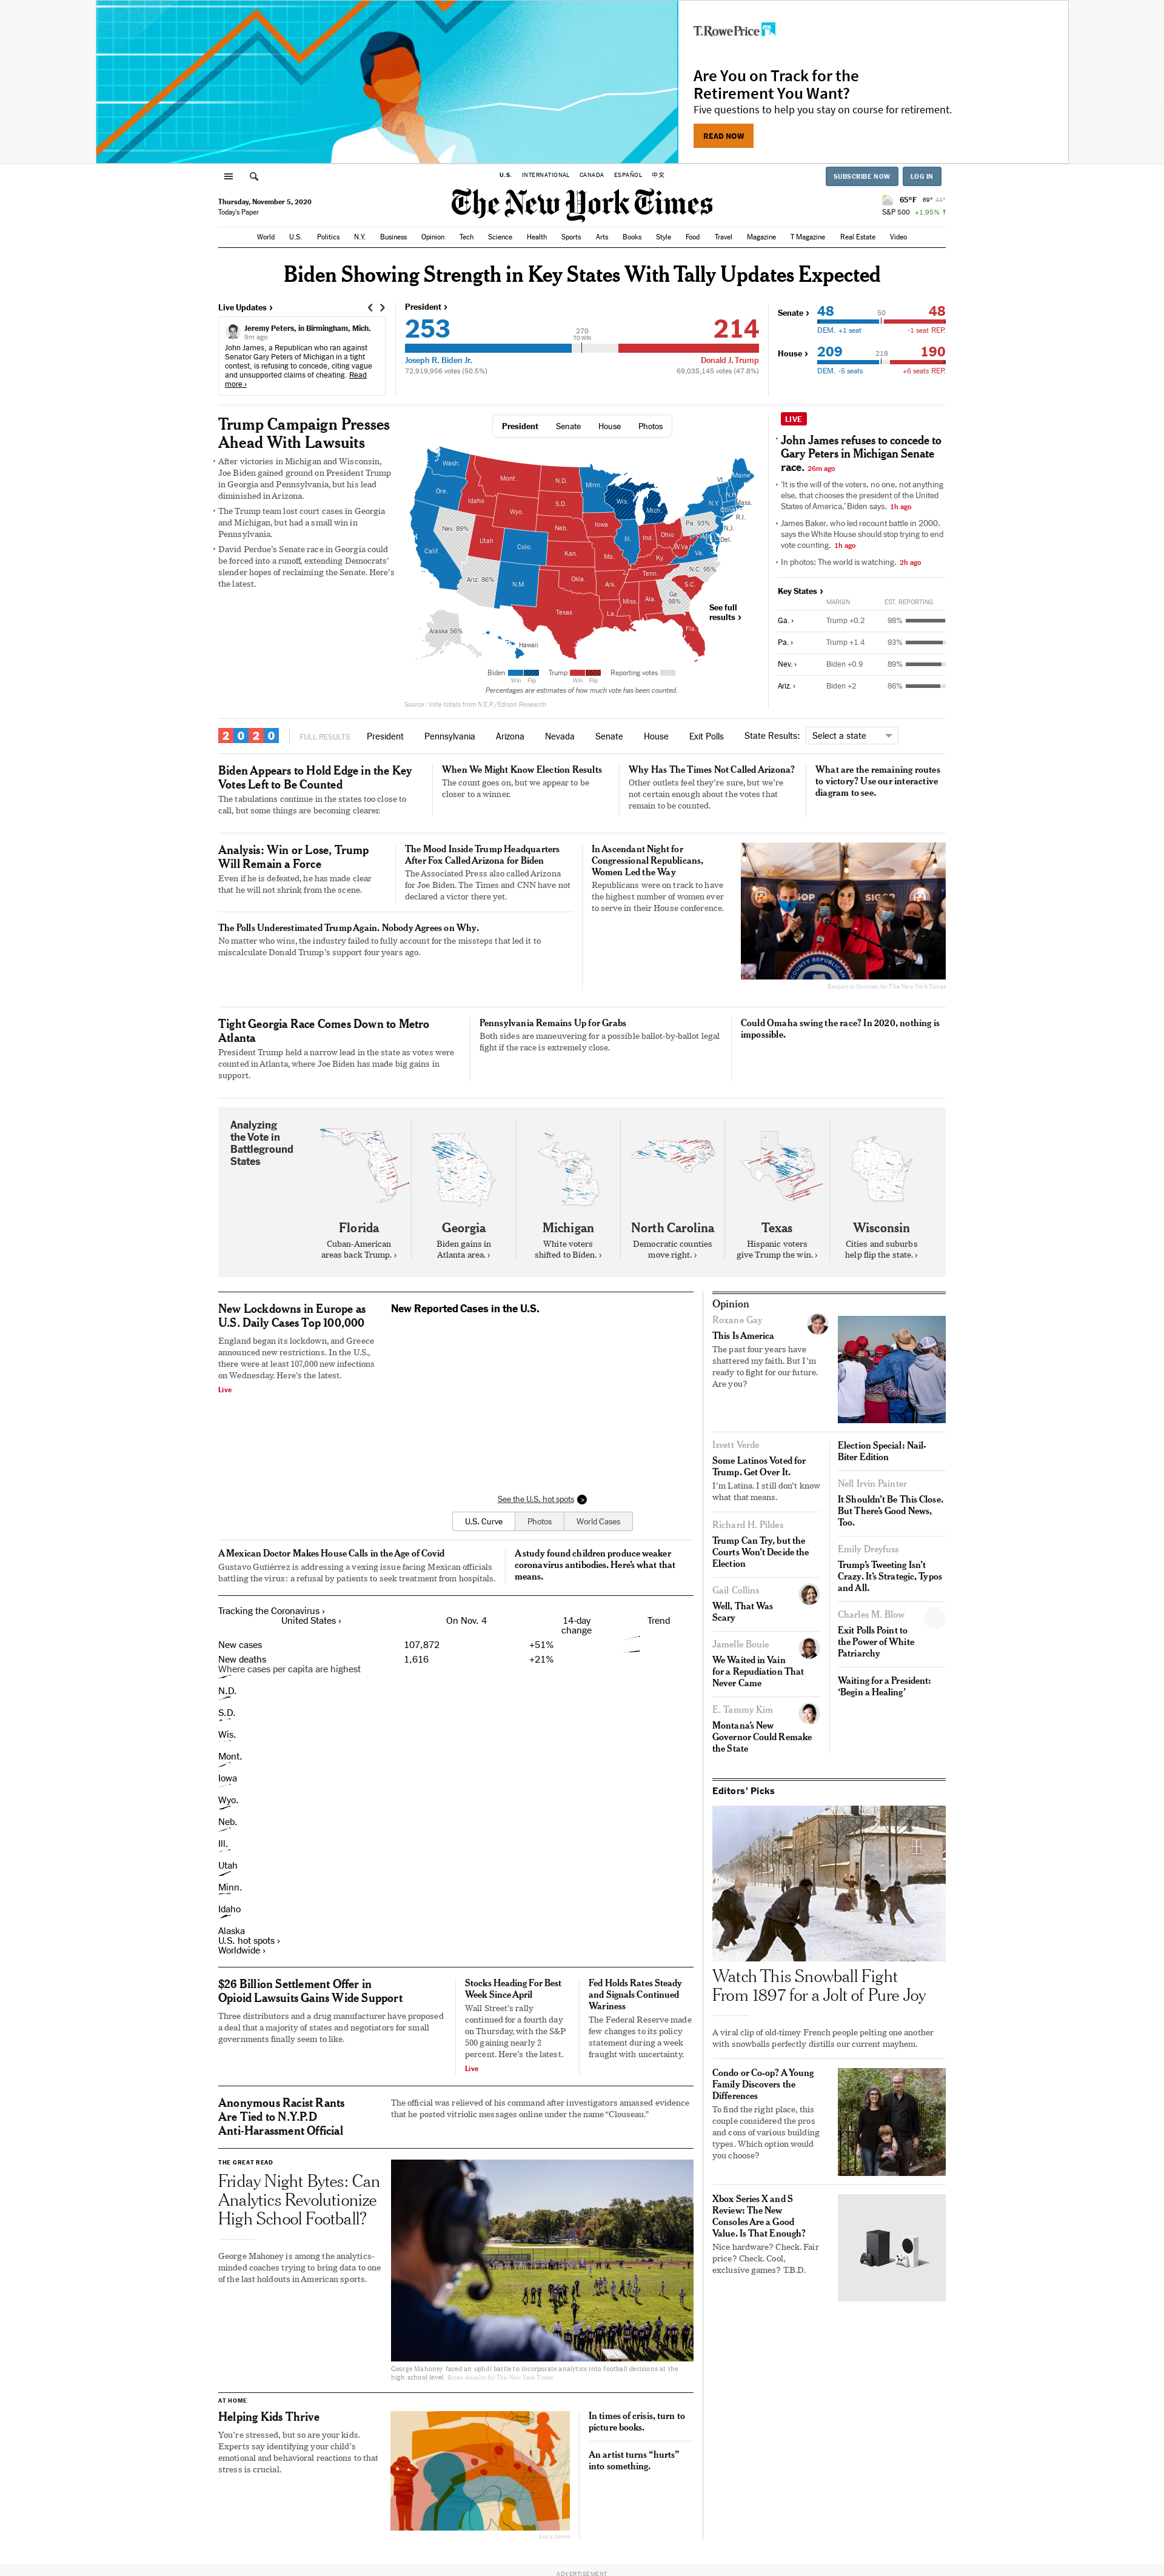 T.RowePrice
Are You on Track for the
Retirement You Want?
Five questions to help you stay on course for retirement.
READ NOW
U.S. INTERNATIONAL CANADA ESPAÑOL 中文
SUBSCRIBE NOW LOG IN
Thursday, November 5, 2020
Today's Paper
The New York Times
65°F 69° 44°
S&P 500 +1.95% ↑
World U.S. Politics N.Y. Business Opinion Tech Science Health Sports Arts Books Style Food Travel Magazine T Magazine Real Estate Video
Biden Showing Strength in Key States With Tally Updates Expected
Live Updates ›
Jeremy Peters, in Birmingham, Mich.
9m ago
John James, a Republican who ran against
Senator Gary Peters of Michigan in a tight
contest, is refusing to concede, citing vague
and unsupported claims of cheating. Read
more ›
President ›
253
270
TO WIN
214
Joseph R. Biden Jr.
Donald J. Trump
72,919,956 votes (50.5%)
69,035,145 votes (47.8%)
Senate ›
48 50 48
DEM. +1 seat -1 seat REP.
House ›
209 218 190
DEM. -5 seats +6 seats REP.
Trump Campaign Presses
Ahead With Lawsuits
• After victories in Michigan and Wisconsin,
Joe Biden gained ground on President Trump
in Georgia and Pennsylvania, but his lead
diminished in Arizona.
• The Trump team lost court cases in Georgia
and Michigan, but had a small win in
Pennsylvania.
• David Perdue's Senate race in Georgia could
be forced into a runoff, extending Democrats'
slender hopes of reclaiming the Senate. Here's
the latest.
President Senate House Photos
Wash.
Ore.
Calif.
Nev. 89%
Idaho
Mont.
Wyo.
Utah
Colo.
Ariz. 86%
N.M.
N.D.
S.D.
Neb.
Kan.
Okla.
Texas
Minn.
Iowa
Mo.
Ark.
La.
Wis.
Ill.
Mich.
Ind.
Ohio
Ky.
Tenn.
Miss.
Ala.
Ga.
98%
Fla.
S.C.
N.C. 95%
Va.
W.Va.
Pa. 93%
N.Y.
Vt.
N.H.
Maine
Mass.
Conn.
R.I.
N.J.
Del.
Alaska 56%
Hawaii
See full
results ›
Biden Trump Reporting votes
Win Flip Win Flip
Percentages are estimates of how much vote has been counted.
Source: Vote totals from N.E.P./Edison Research
LIVE
• John James refuses to concede to
Gary Peters in Michigan Senate
race. 26m ago
• 'It is the will of the voters, no one, not anything
else, that chooses the president of the United
States of America,' Biden says. 1h ago
• James Baker, who led recount battle in 2000,
says the White House should stop trying to end
vote counting. 1h ago
• In photos: The world is watching. 2h ago
Key States ›
MARGIN EST. REPORTING
Ga. › Trump +0.2 98%
Pa. › Trump +1.4 93%
Nev. › Biden +0.9 89%
Ariz. › Biden +2 86%
2020 FULL RESULTS President Pennsylvania Arizona Nevada Senate House Exit Polls State Results: Select a state
Biden Appears to Hold Edge in the Key
Votes Left to Be Counted
The tabulations continue in the states too close to
call, but some things are becoming clearer.
When We Might Know Election Results
The count goes on, but we appear to be
closer to a winner.
Why Has The Times Not Called Arizona?
Other outlets feel they're sure, but we're
not certain enough about the votes that
remain to be counted.
What are the remaining routes
to victory? Use our interactive
diagram to see.
Analysis: Win or Lose, Trump
Will Remain a Force
Even if he is defeated, he has made clear
that he will not shrink from the scene.
The Mood Inside Trump Headquarters
After Fox Called Arizona for Biden
The Associated Press also called Arizona
for Joe Biden. The Times and CNN have not
declared a victor there yet.
The Polls Underestimated Trump Again. Nobody Agrees on Why.
No matter who wins, the industry failed to fully account for the missteps that led it to
miscalculate Donald Trump's support four years ago.
In Ascendant Night for
Congressional Republicans,
Women Led the Way
Republicans were on track to have
the highest number of women ever
to serve in their House conference.
COUNTY REPUBLICAN
Benjamin Norman for The New York Times
Tight Georgia Race Comes Down to Metro
Atlanta
President Trump held a narrow lead in the state as votes were
counted in Atlanta, where Joe Biden has made big gains in
support.
Pennsylvania Remains Up for Grabs
Both sides are maneuvering for a possible ballot-by-ballot legal
fight if the race is extremely close.
Could Omaha swing the race? In 2020, nothing is
impossible.
Analyzing
the Vote in
Battleground
States
Florida
Cuban-American
areas back Trump. ›
Georgia
Biden gains in
Atlanta area. ›
Michigan
White voters
shifted to Biden. ›
North Carolina
Democratic counties
move right. ›
Texas
Hispanic voters
give Trump the win. ›
Wisconsin
Cities and suburbs
help flip the state. ›
New Lockdowns in Europe as
U.S. Daily Cases Top 100,000
England began its lockdown, and Greece
announced new restrictions. In the U.S.,
there were at least 107,000 new infections
on Wednesday. Here's the latest.
Live
New Reported Cases in the U.S.
See the U.S. hot spots
U.S. Curve Photos World Cases
A Mexican Doctor Makes House Calls in the Age of Covid
Gustavo Gutiérrez is addressing a vexing issue facing Mexican officials
battling the virus: a refusal by patients to seek treatment from hospitals.
A study found children produce weaker
coronavirus antibodies. Here's what that
means.
Tracking the Coronavirus ›
United States › On Nov. 4 14-day
change Trend
New cases 107,872 +51%
New deaths 1,616 +21%
Where cases per capita are highest
N.D.
S.D.
Wis.
Mont.
Iowa
Wyo.
Neb.
Ill.
Utah
Minn.
Idaho
Alaska
U.S. hot spots ›
Worldwide ›
$26 Billion Settlement Offer in
Opioid Lawsuits Gains Wide Support
Three distributors and a drug manufacturer have proposed
a deal that a majority of states and negotiators for small
governments finally seem to like.
Stocks Heading For Best
Week Since April
Wall Street's rally
continued for a fourth day
on Thursday, with the S&P
500 gaining nearly 2
percent. Here's the latest.
Live
Fed Holds Rates Steady
and Signals Continued
Wariness
The Federal Reserve made
few changes to its policy
statement during a week
fraught with uncertainty.
Anonymous Racist Rants
Are Tied to N.Y.P.D
Anti-Harassment Official
The official was relieved of his command after investigators amassed evidence
that he posted vitriolic messages online under the name "Clouseau."
THE GREAT READ
Friday Night Bytes: Can
Analytics Revolutionize
High School Football?
George Mahoney is among the analytics-
minded coaches trying to bring data to one
of the last holdouts in American sports.
George Mahoney faced an uphill battle to incorporate analytics into football decisions at the
high school level. Bryan Anselm for The New York Times
AT HOME
Helping Kids Thrive
You're stressed, but so are your kids.
Experts say identifying your child's
emotional and behavioral reactions to that
stress is crucial.
Lucy Jones
In times of crisis, turn to
picture books.
An artist turns "hurts"
into something.
Opinion
Roxane Gay
This Is America
The past four years have
shattered my faith. But I'm
ready to fight for our future.
Are you?
Isvett Verde
Some Latinos Voted for
Trump. Get Over It.
I'm Latina. I still don't know
what that means.
Richard H. Pildes
Trump Can Try, but the
Courts Won't Decide the
Election
Gail Collins
Well, That Was
Scary
Jamelle Bouie
We Waited in Vain
for a Repudiation That
Never Came
E. Tammy Kim
Montana's New
Governor Could Remake
the State
Election Special: Nail-
Biter Edition
Nell Irvin Painter
It Shouldn't Be This Close.
But There's Good News,
Too.
Emily Dreyfuss
Trump's Tweeting Isn't
Crazy. It's Strategic, Typos
and All.
Charles M. Blow
Exit Polls Point to
the Power of White
Patriarchy
Waiting for a President:
'Begin a Healing'
Editors' Picks
Watch This Snowball Fight
From 1897 for a Jolt of Pure Joy
A viral clip of old-timey French people pelting one another
with snowballs perfectly distills our current mayhem.
Condo or Co-op? A Young
Family Discovers the
Differences
To find the right place, this
couple considered the pros
and cons of various building
types. Which option would
you choose?
Xbox Series X and S
Review: The New
Consoles Are a Good
Value. Is That Enough?
Nice hardware? Check. Fair
price? Check. Cool,
exclusive games? T.B.D.
ADVERTISEMENT